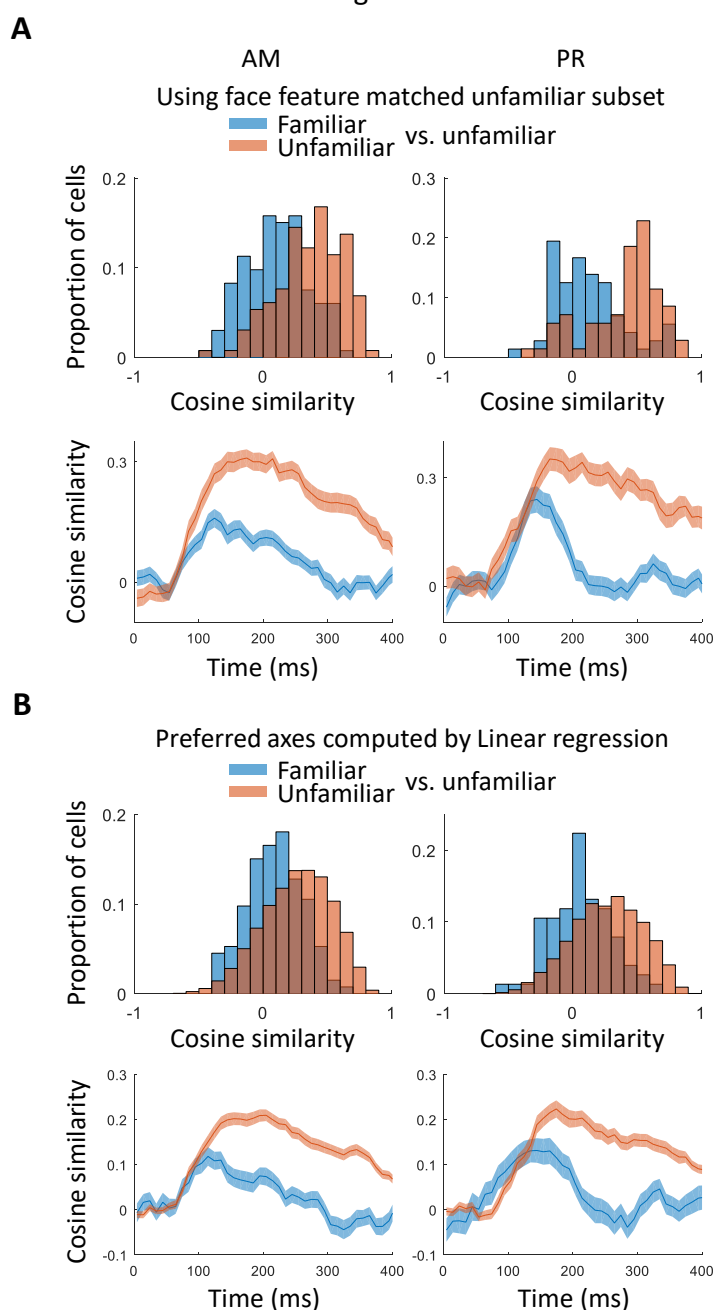 A
AM PR
Using face feature matched unfamiliar subset
Familiar
Unfamiliar vs. unfamiliar
Proportion of cells
0.2
0.1
0
-1 0 1
Cosine similarity
0.3
0.2
0.1
0
-1 0 1
Cosine similarity
Cosine similarity
0.3
0
0 100 200 300 400
Time (ms)
0.3
0
0 100 200 300 400
Time (ms)
B
Preferred axes computed by Linear regression
Familiar
Unfamiliar vs. unfamiliar
Proportion of cells
0.2
0.1
0
-1 0 1
Cosine similarity
0.2
0.1
0
-1 0 1
Cosine similarity
Cosine similarity
0.3
0.2
0.1
0
-0.1
0 100 200 300 400
Time (ms)
0.3
0.2
0.1
0
-0.1
0 100 200 300 400
Time (ms)